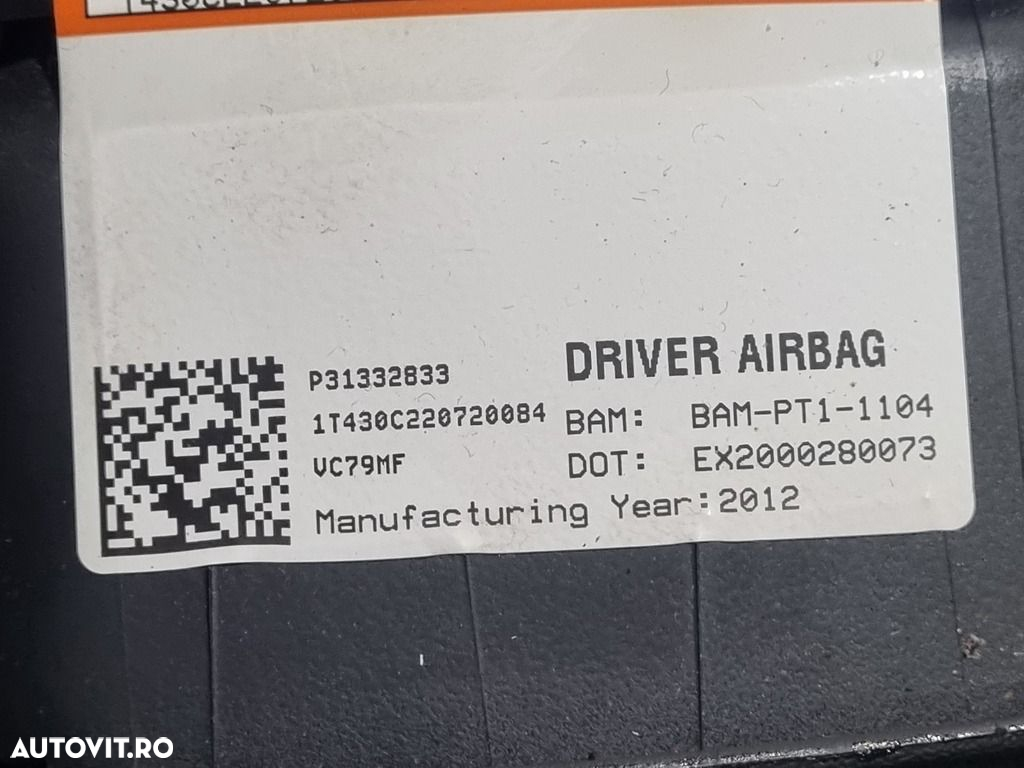 P31332833
1T430C220720084
VC79MF
DRIVER AIRBAG
BAM: BAM-PT1-1104
DOT: EX2000280073
Manufacturing Year:2012
AUTOVIT.RO